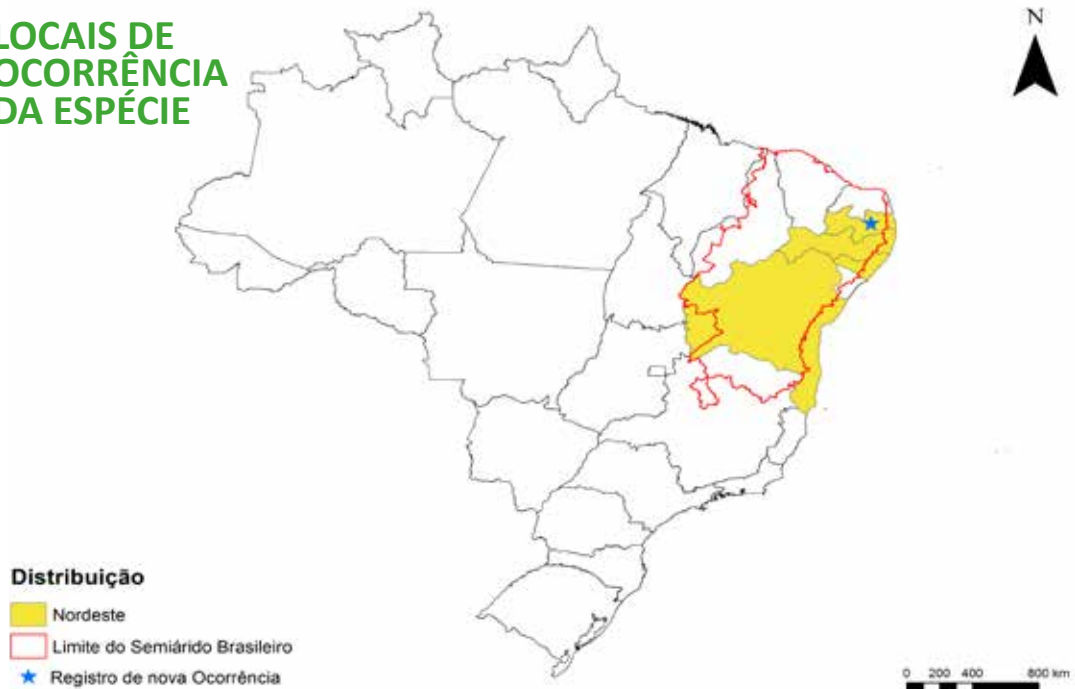 LOCAIS DE
OCORRÊNCIA
DA ESPÉCIE
N
Distribuição
Nordeste
Limite do Semiárido Brasileiro
Registro de nova Ocorrência
0 200 400 800 km